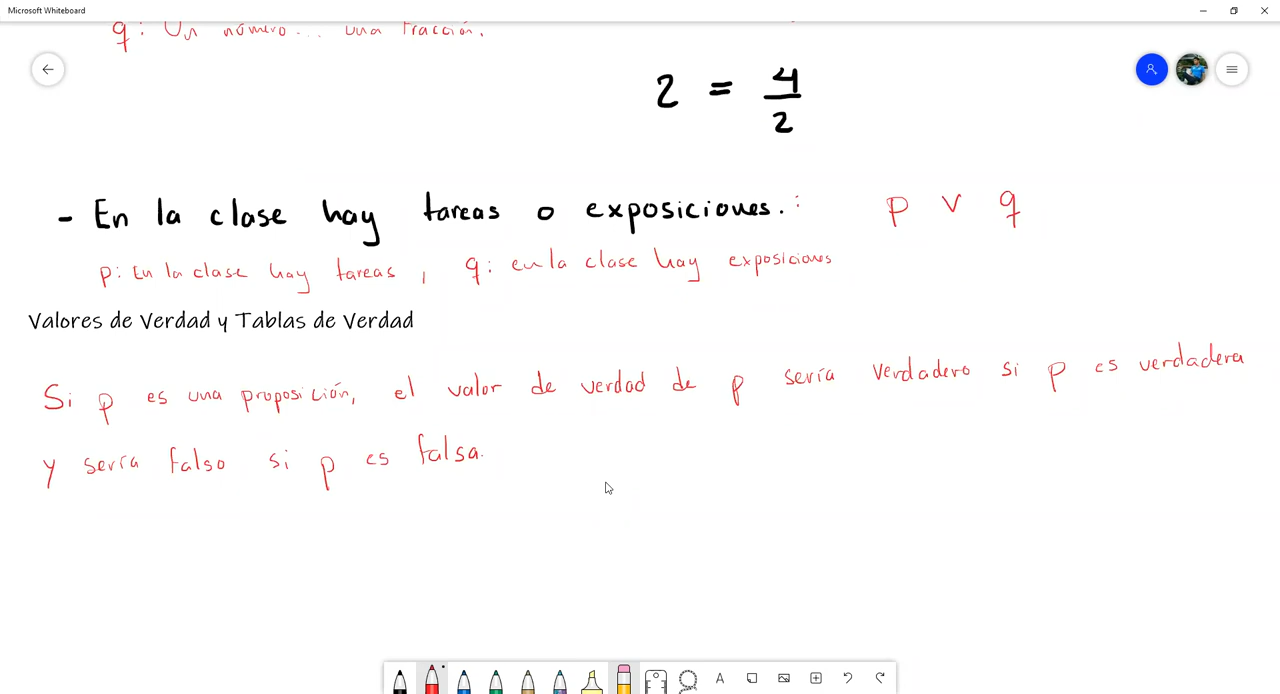 Microsoft Whiteboard
q: Un número... una fracción.
2 = 4/2
- En la clase hay tareas o exposiciones. : p v q
p: En la clase hay tareas, q: en la clase hay exposiciones
Valores de Verdad y Tablas de Verdad
Si p es una proposición, el valor de verdad de p sería verdadero si p es verdadera
y sería falso si p es falsa.
A